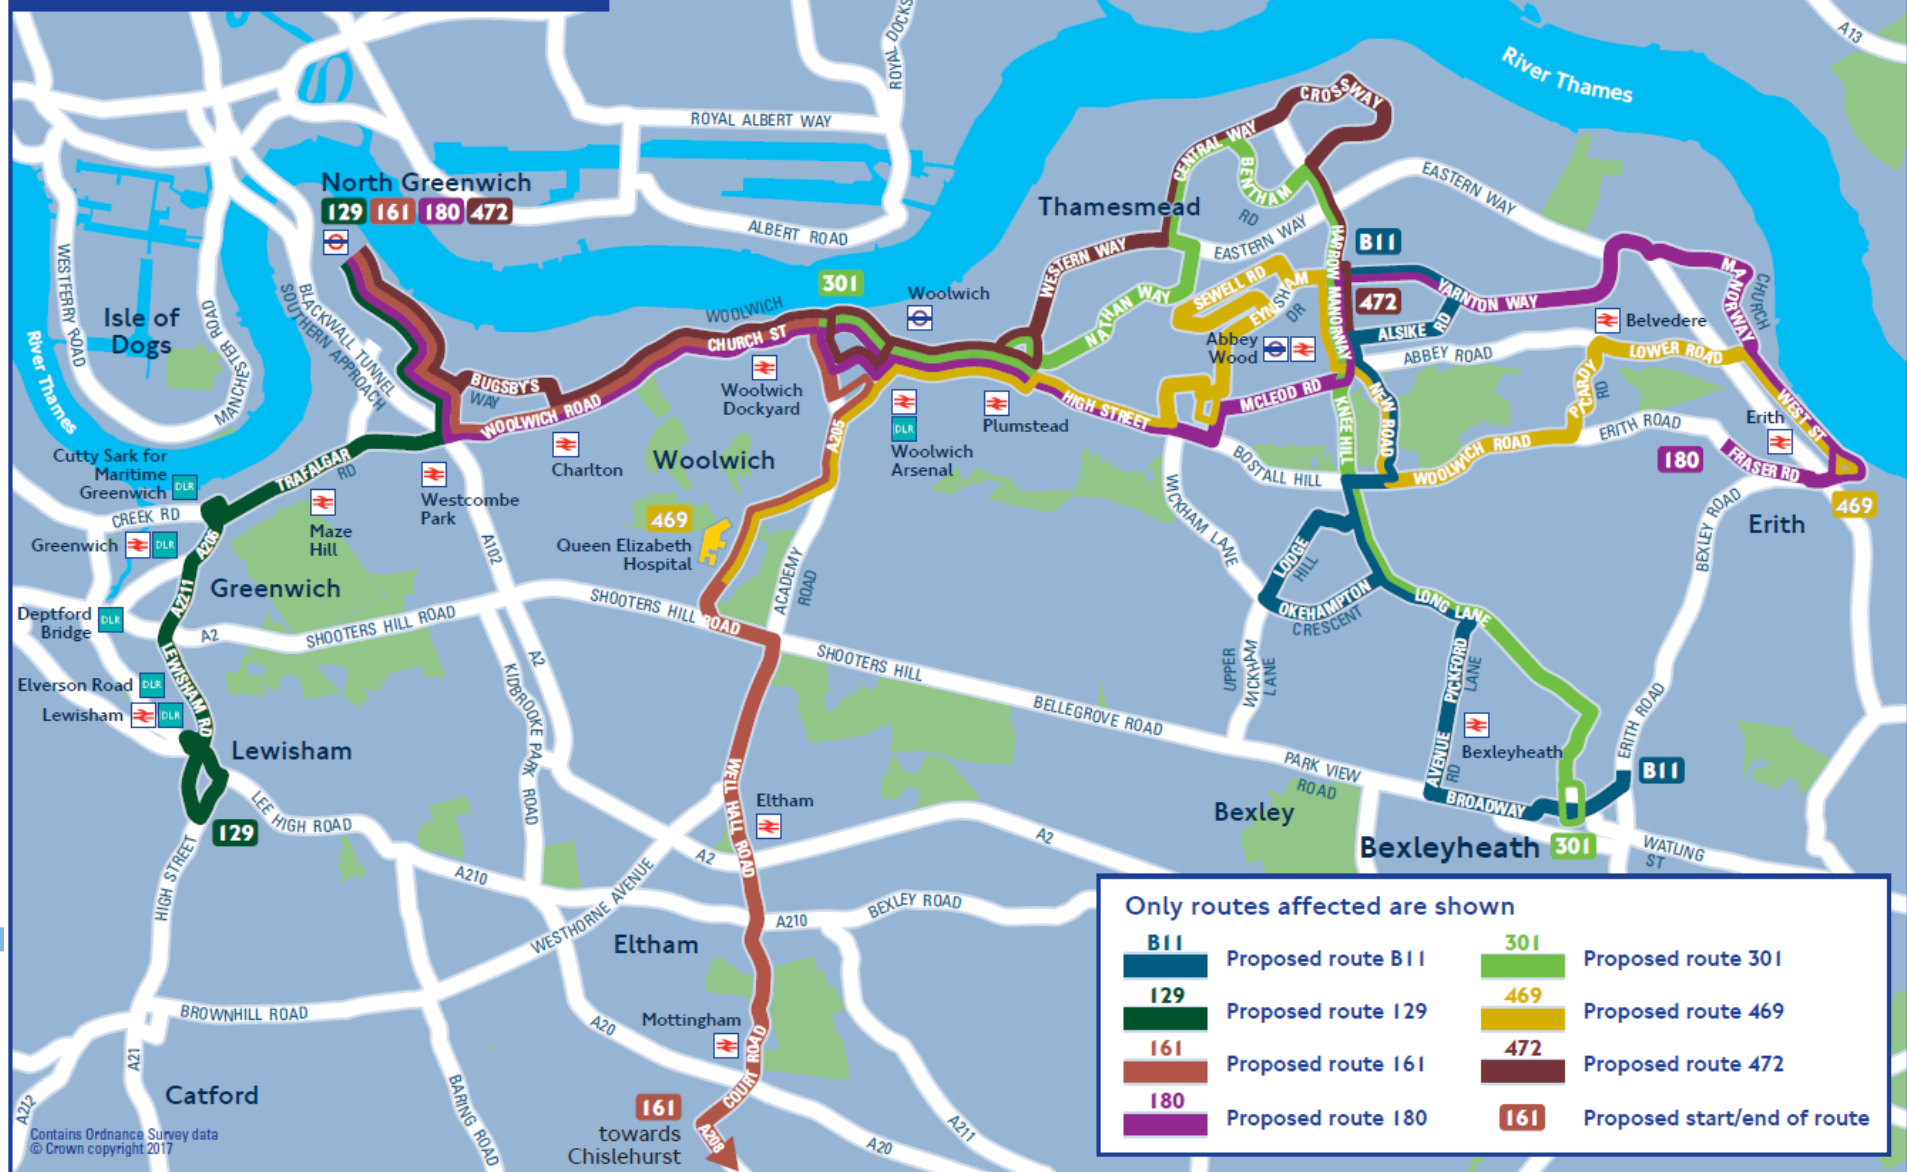 A13
River Thames
ROYAL DOCKS
ROYAL ALBERT WAY
ALBERT ROAD
North Greenwich
129 161 180 472
WESTFERRY ROAD
Isle of
Dogs
MANCHESTER ROAD
River Thames
BLACKWALL TUNNEL
SOUTHERN APPROACH
CROSSWAY
CENTRAL WAY
BENTHAM
RD
EASTERN WAY
EASTERN WAY
Thamesmead
WESTERN WAY
NATHAN WAY
SEWELL RD
EYNSHAM
DR
HARROW MANORWAY
B11
472
YARNTON WAY
ALSIKE RD
ABBEY ROAD
MANORWAY
CHURCH
Belvedere
LOWER ROAD
PICARDY
RD
WEST ST
Erith
ERITH ROAD
180
FRASER RD
469
Erith
301
Woolwich
WOOLWICH
CHURCH ST
Woolwich
Dockyard
BUGSBY'S
WAY
WOOLWICH ROAD
Charlton
Westcombe
Park
Abbey
Wood
MCLEOD RD
HIGH STREET
Plumstead
Woolwich
Arsenal
DLR
A205
Woolwich
469
Queen Elizabeth
Hospital
ACADEMY
ROAD
KNEE HILL
NEW ROAD
WOOLWICH ROAD
BOSTALL HILL
WICKHAM LANE
LODGE
HILL
OKEHAMPTON
CRESCENT
LONG LANE
UPPER
WICKHAM
LANE
PICKFORD
LANE
BEXLEY ROAD
ERITH ROAD
Bexleyheath
AVENUE
RD
BROADWAY
B11
301
Bexleyheath
WATLING
ST
Bexley
PARK VIEW
ROAD
BELLEGROVE ROAD
SHOOTERS HILL
SHOOTERS HILL ROAD
SHOOTERS HILL ROAD
Cutty Sark for
Maritime
Greenwich
DLR
CREEK RD
Greenwich
DLR
TRAFALGAR
RD
Maze
Hill
A206
A2211
Greenwich
Deptford
Bridge
DLR
A2
A102
A2
KIDBROOKE PARK ROAD
Elverson Road
DLR
Lewisham
DLR
LEWISHAM RD
Lewisham
129
LEE HIGH ROAD
HIGH STREET
A210
WESTHORNE AVENUE
A2
A2
WELL HALL ROAD
Eltham
A210
BEXLEY ROAD
Eltham
BROWNHILL ROAD
A21
A212
Catford
BARING ROAD
A20
Mottingham
COURT ROAD
161
towards
Chislehurst
A208
A20
A211
Contains Ordnance Survey data
© Crown copyright 2017
Only routes affected are shown
B11 Proposed route B11
129 Proposed route 129
161 Proposed route 161
180 Proposed route 180
301 Proposed route 301
469 Proposed route 469
472 Proposed route 472
161 Proposed start/end of route